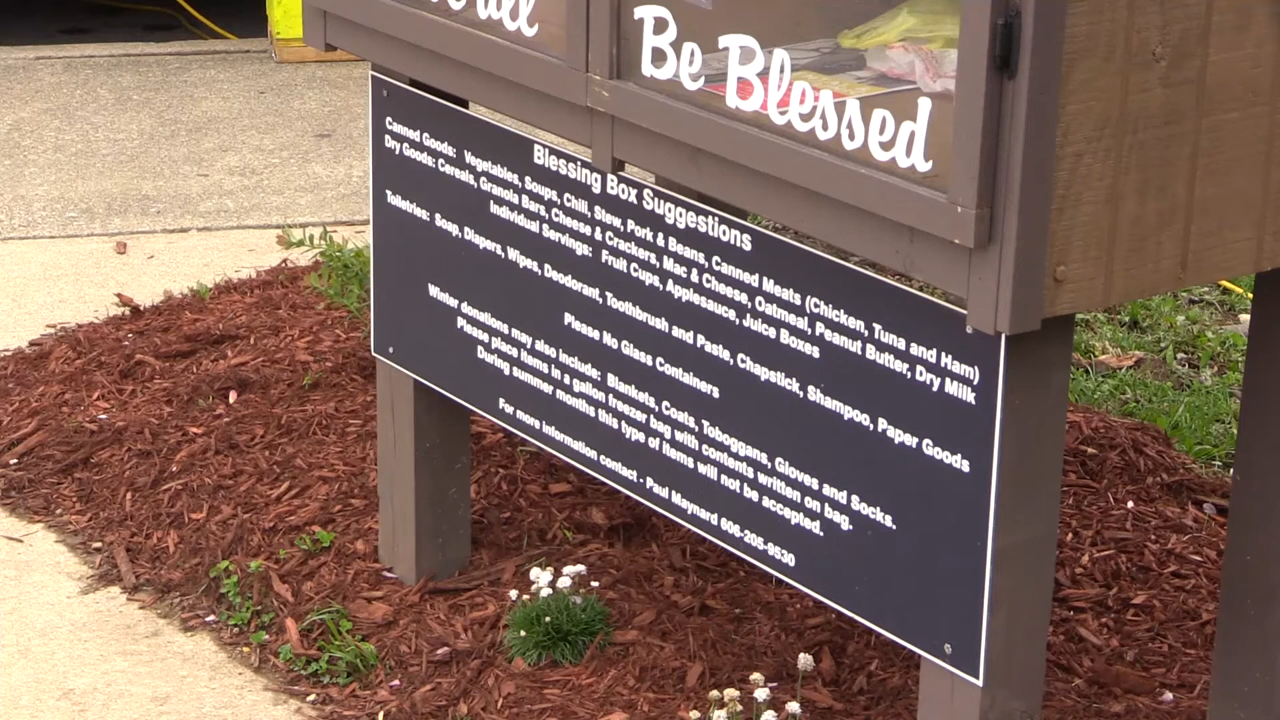 all
Be Blessed
Blessing Box Suggestions
Canned Goods: Vegetables, Soups, Chili, Stew, Pork & Beans, Canned Meats (Chicken, Tuna and Ham)
Dry Goods: Cereals, Granola Bars, Cheese & Crackers, Mac & Cheese, Oatmeal, Peanut Butter, Dry Milk
Individual Servings: Fruit Cups, Applesauce, Juice Boxes
Toiletries: Soap, Diapers, Wipes, Deodorant, Toothbrush and Paste, Chapstick, Shampoo, Paper Goods
Please No Glass Containers
Winter donations may also include: Blankets, Coats, Toboggans, Gloves and Socks.
Please place items in a gallon freezer bag with contents written on bag.
During summer months this type of items will not be accepted.
For more information contact - Paul Maynard 606-205-9530